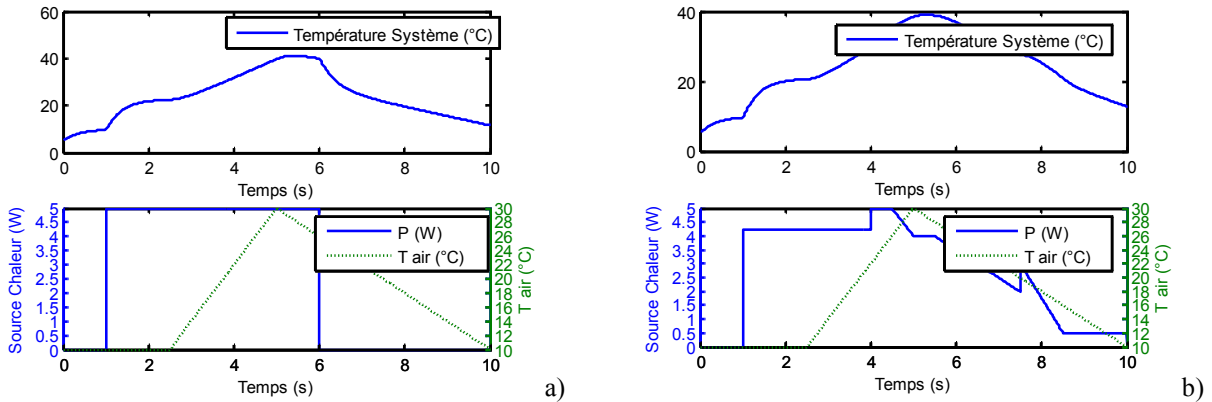 60
40
20
0
Température Système (°C)
0 2 4 6 8 10
Temps (s)
Source Chaleur (W)
5
4.5
4
3.5
3
2.5
2
1.5
1
0.5
0
P (W)
T air (°C)
30
28
26
24
22
20
18
16
14
12
10
T air (°C)
0 2 4 6 8 10
Temps (s)
a)
40
20
0
Température Système (°C)
0 2 4 6 8 10
Temps (s)
Source Chaleur (W)
5
4.5
4
3.5
3
2.5
2
1.5
1
0.5
0
P (W)
T air (°C)
30
28
26
24
22
20
18
16
14
12
10
T air (°C)
0 2 4 6 8 10
Temps (s)
b)